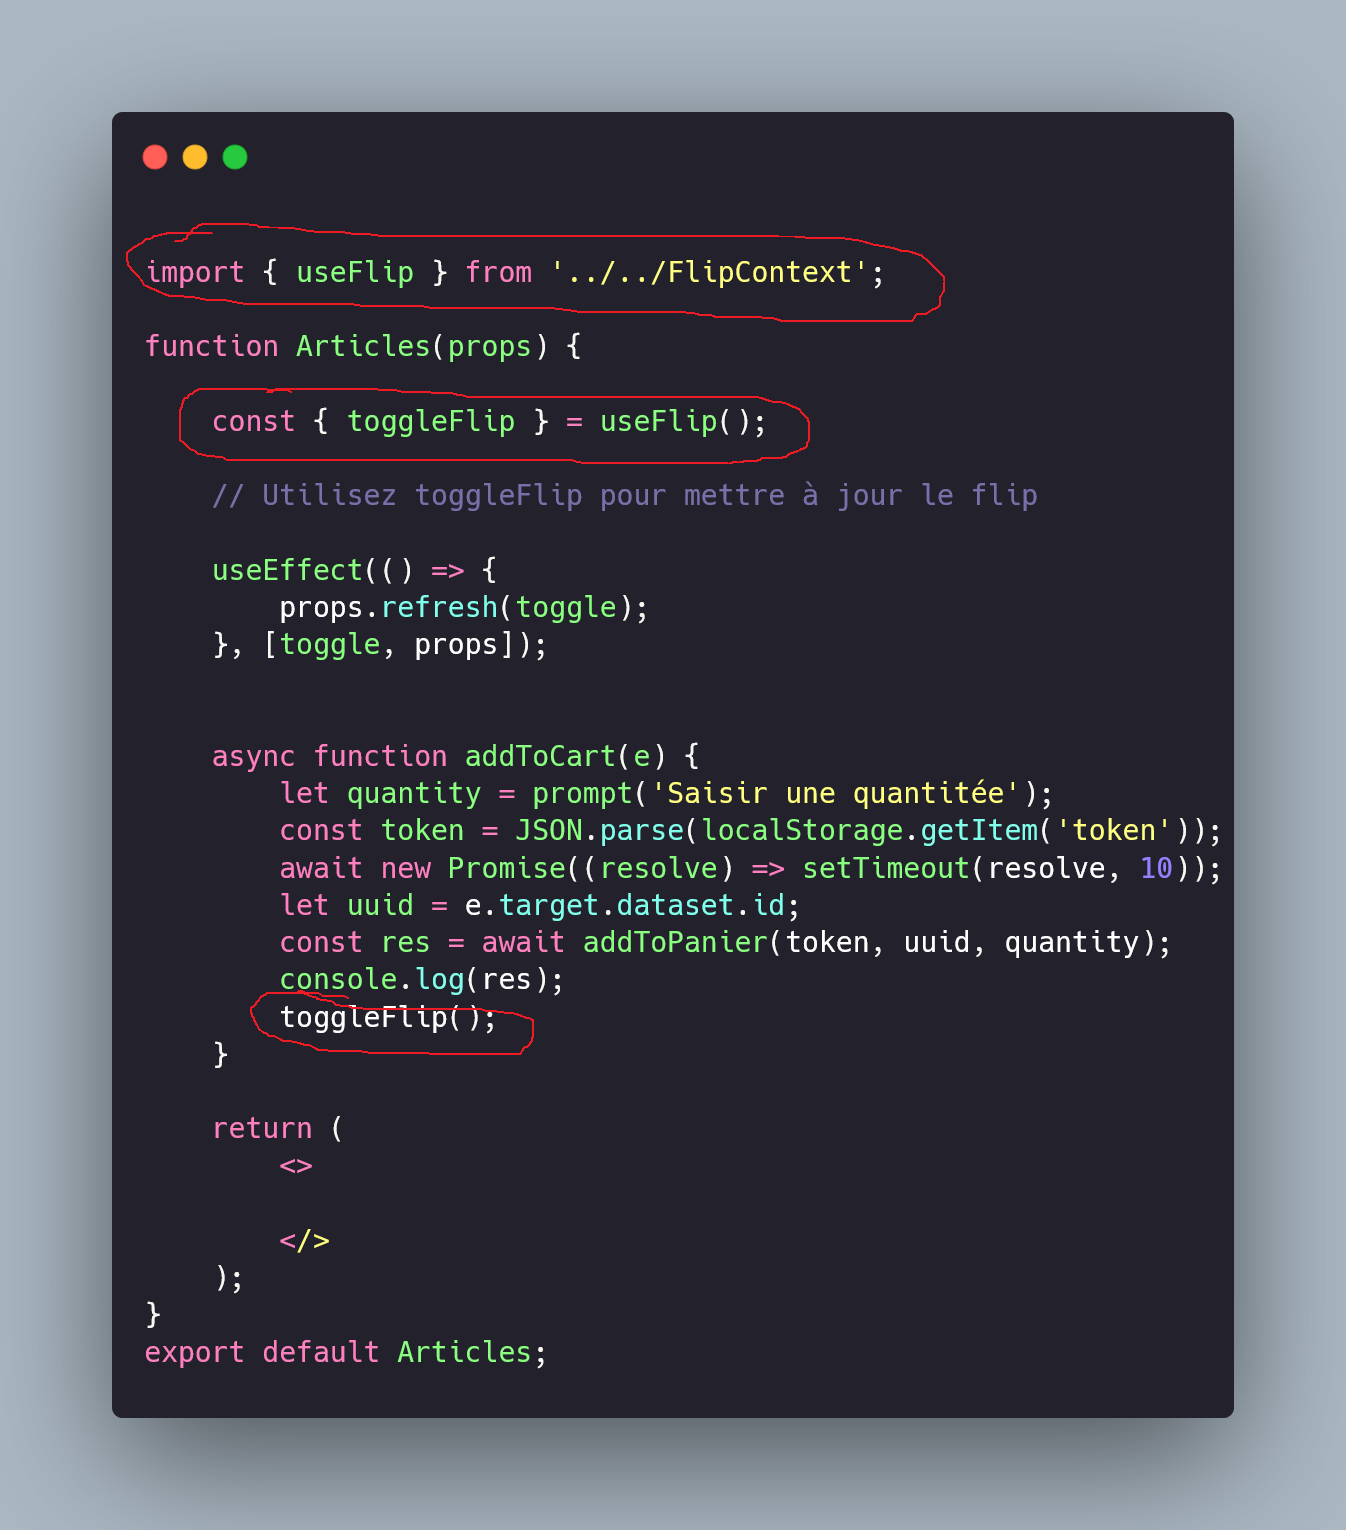 import { useFlip } from '../../FlipContext';
function Articles(props) {
const { toggleFlip } = useFlip();
// Utilisez toggleFlip pour mettre à jour le flip
useEffect(() => {
props.refresh(toggle);
}, [toggle, props]);
async function addToCart(e) {
let quantity = prompt('Saisir une quantitée');
const token = JSON.parse(localStorage.getItem('token'));
await new Promise((resolve) => setTimeout(resolve, 10));
let uuid = e.target.dataset.id;
const res = await addToPanier(token, uuid, quantity);
console.log(res);
toggleFlip();
}
return (
<>
</>
);
}
export default Articles;